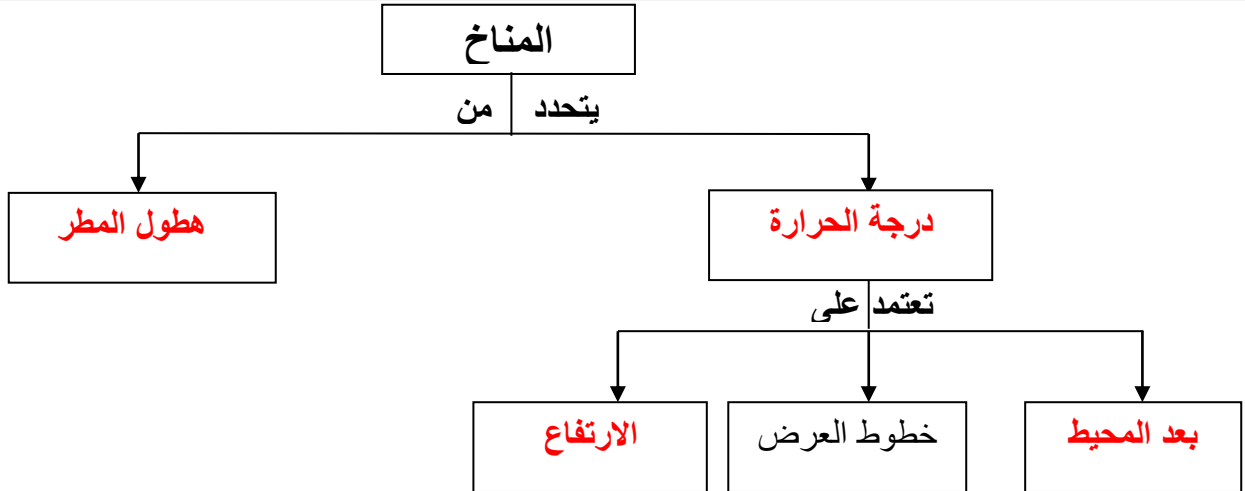 المناخ
يتحدد من
درجة الحرارة
هطول المطر
تعتمد على
بعد المحيط
خطوط العرض
الارتفاع